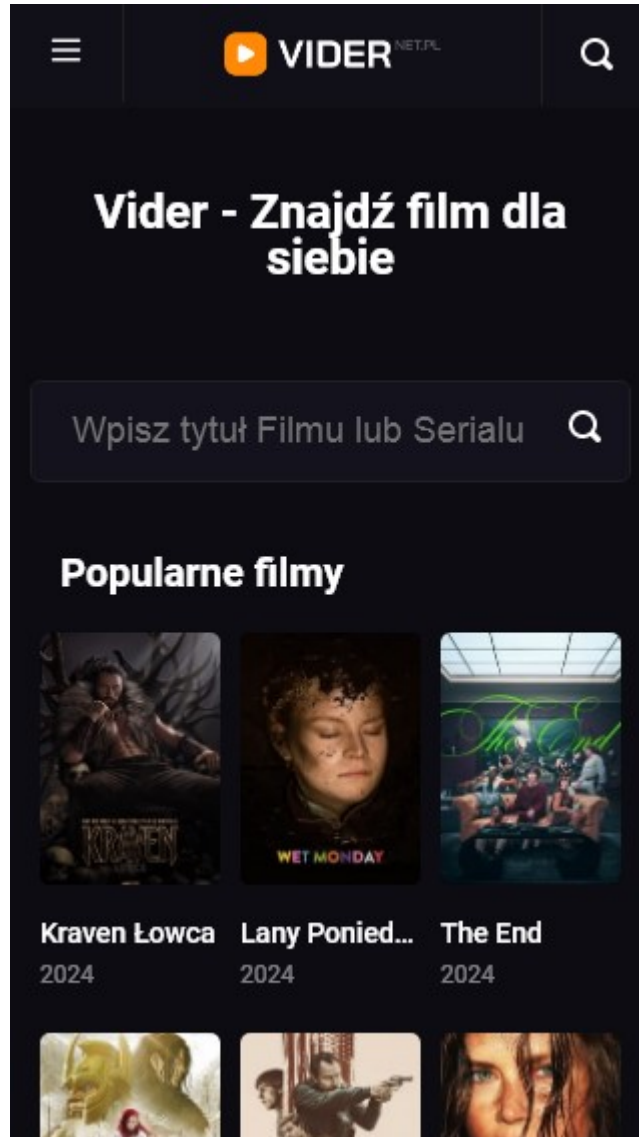 VIDER NET.PL
Vider - Znajdź film dla
siebie
Wpisz tytuł Filmu lub Serialu
Popularne filmy
The End
KRAVEN
WET MONDAY
Kraven Łowca Lany Ponied... The End
2024 2024 2024